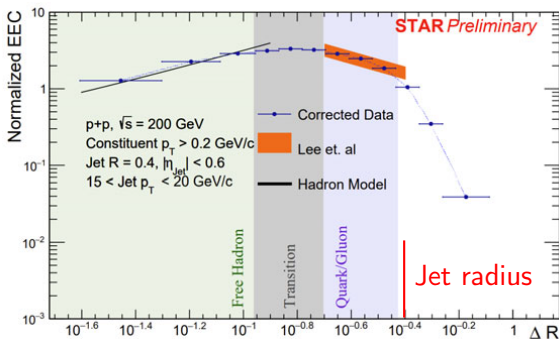 Normalized EEC
10
1
10⁻¹
10⁻²
10⁻³
STAR Preliminary
p+p, √s = 200 GeV
Constituent p_T > 0.2 GeV/c
Jet R = 0.4, |η_Jet| < 0.6
15 < Jet p_T < 20 GeV/c
Corrected Data
Lee et. al
Hadron Model
Free Hadron
Transition
Quark/Gluon
Jet radius
10⁻¹·⁶ 10⁻¹·⁴ 10⁻¹·² 10⁻¹ 10⁻⁰·⁸ 10⁻⁰·⁶ 10⁻⁰·⁴ 10⁻⁰·² 1
Δ R